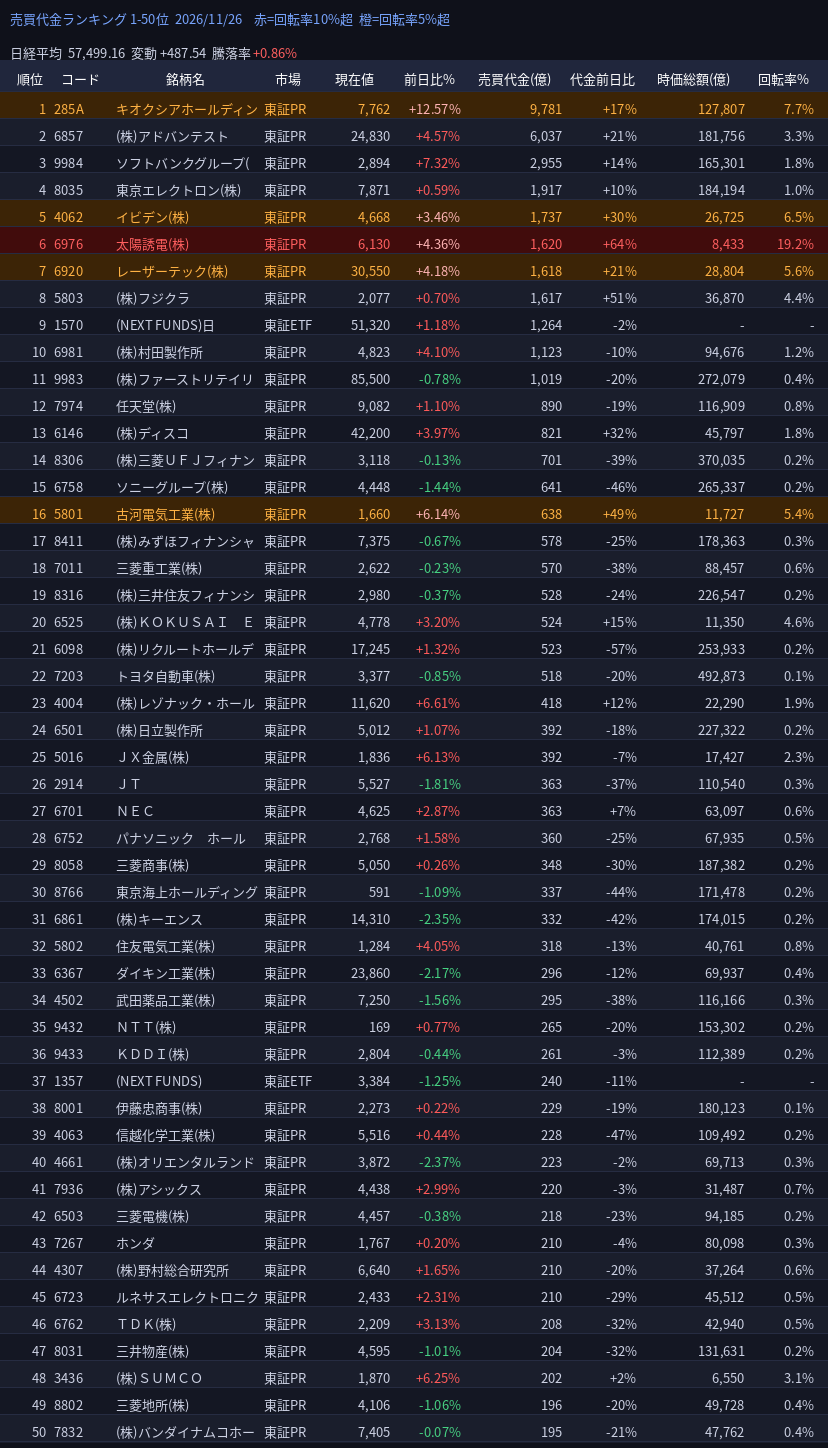 売買代金ランキング 1-50位 2026/11/26 赤=回転率10%超 橙=回転率5%超
日経平均 57,499.16 変動 +487.54 騰落率 +0.86%
順位 コード 銘柄名 市場 現在値 前日比% 売買代金(億) 代金前日比 時価総額(億) 回転率%
1 285A キオクシアホールディン 東証PR 7,762 +12.57% 9,781 +17% 127,807 7.7%
2 6857 (株)アドバンテスト 東証PR 24,830 +4.57% 6,037 +21% 181,756 3.3%
3 9984 ソフトバンクグループ( 東証PR 2,894 +7.32% 2,955 +14% 165,301 1.8%
4 8035 東京エレクトロン(株) 東証PR 7,871 +0.59% 1,917 +10% 184,194 1.0%
5 4062 イビデン(株) 東証PR 4,668 +3.46% 1,737 +30% 26,725 6.5%
6 6976 太陽誘電(株) 東証PR 6,130 +4.36% 1,620 +64% 8,433 19.2%
7 6920 レーザーテック(株) 東証PR 30,550 +4.18% 1,618 +21% 28,804 5.6%
8 5803 (株)フジクラ 東証PR 2,077 +0.70% 1,617 +51% 36,870 4.4%
9 1570 (NEXT FUNDS)日 東証ETF 51,320 +1.18% 1,264 -2% - -
10 6981 (株)村田製作所 東証PR 4,823 +4.10% 1,123 -10% 94,676 1.2%
11 9983 (株)ファーストリテイリ 東証PR 85,500 -0.78% 1,019 -20% 272,079 0.4%
12 7974 任天堂(株) 東証PR 9,082 +1.10% 890 -19% 116,909 0.8%
13 6146 (株)ディスコ 東証PR 42,200 +3.97% 821 +32% 45,797 1.8%
14 8306 (株)三菱ＵＦＪフィナン 東証PR 3,118 -0.13% 701 -39% 370,035 0.2%
15 6758 ソニーグループ(株) 東証PR 4,448 -1.44% 641 -46% 265,337 0.2%
16 5801 古河電気工業(株) 東証PR 1,660 +6.14% 638 +49% 11,727 5.4%
17 8411 (株)みずほフィナンシャ 東証PR 7,375 -0.67% 578 -25% 178,363 0.3%
18 7011 三菱重工業(株) 東証PR 2,622 -0.23% 570 -38% 88,457 0.6%
19 8316 (株)三井住友フィナンシ 東証PR 2,980 -0.37% 528 -24% 226,547 0.2%
20 6525 (株)ＫＯＫＵＳＡＩ　Ｅ 東証PR 4,778 +3.20% 524 +15% 11,350 4.6%
21 6098 (株)リクルートホールデ 東証PR 17,245 +1.32% 523 -57% 253,933 0.2%
22 7203 トヨタ自動車(株) 東証PR 3,377 -0.85% 518 -20% 492,873 0.1%
23 4004 (株)レゾナック・ホール 東証PR 11,620 +6.61% 418 +12% 22,290 1.9%
24 6501 (株)日立製作所 東証PR 5,012 +1.07% 392 -18% 227,322 0.2%
25 5016 ＪＸ金属(株) 東証PR 1,836 +6.13% 392 -7% 17,427 2.3%
26 2914 ＪＴ 東証PR 5,527 -1.81% 363 -37% 110,540 0.3%
27 6701 ＮＥＣ 東証PR 4,625 +2.87% 363 +7% 63,097 0.6%
28 6752 パナソニック　ホール 東証PR 2,768 +1.58% 360 -25% 67,935 0.5%
29 8058 三菱商事(株) 東証PR 5,050 +0.26% 348 -30% 187,382 0.2%
30 8766 東京海上ホールディング 東証PR 591 -1.09% 337 -44% 171,478 0.2%
31 6861 (株)キーエンス 東証PR 14,310 -2.35% 332 -42% 174,015 0.2%
32 5802 住友電気工業(株) 東証PR 1,284 +4.05% 318 -13% 40,761 0.8%
33 6367 ダイキン工業(株) 東証PR 23,860 -2.17% 296 -12% 69,937 0.4%
34 4502 武田薬品工業(株) 東証PR 7,250 -1.56% 295 -38% 116,166 0.3%
35 9432 ＮＴＴ(株) 東証PR 169 +0.77% 265 -20% 153,302 0.2%
36 9433 ＫＤＤＩ(株) 東証PR 2,804 -0.44% 261 -3% 112,389 0.2%
37 1357 (NEXT FUNDS) 東証ETF 3,384 -1.25% 240 -11% - -
38 8001 伊藤忠商事(株) 東証PR 2,273 +0.22% 229 -19% 180,123 0.1%
39 4063 信越化学工業(株) 東証PR 5,516 +0.44% 228 -47% 109,492 0.2%
40 4661 (株)オリエンタルランド 東証PR 3,872 -2.37% 223 -2% 69,713 0.3%
41 7936 (株)アシックス 東証PR 4,438 +2.99% 220 -3% 31,487 0.7%
42 6503 三菱電機(株) 東証PR 4,457 -0.38% 218 -23% 94,185 0.2%
43 7267 ホンダ 東証PR 1,767 +0.20% 210 -4% 80,098 0.3%
44 4307 (株)野村総合研究所 東証PR 6,640 +1.65% 210 -20% 37,264 0.6%
45 6723 ルネサスエレクトロニク 東証PR 2,433 +2.31% 210 -29% 45,512 0.5%
46 6762 ＴＤＫ(株) 東証PR 2,209 +3.13% 208 -32% 42,940 0.5%
47 8031 三井物産(株) 東証PR 4,595 -1.01% 204 -32% 131,631 0.2%
48 3436 (株)ＳＵＭＣＯ 東証PR 1,870 +6.25% 202 +2% 6,550 3.1%
49 8802 三菱地所(株) 東証PR 4,106 -1.06% 196 -20% 49,728 0.4%
50 7832 (株)バンダイナムコホー 東証PR 7,405 -0.07% 195 -21% 47,762 0.4%